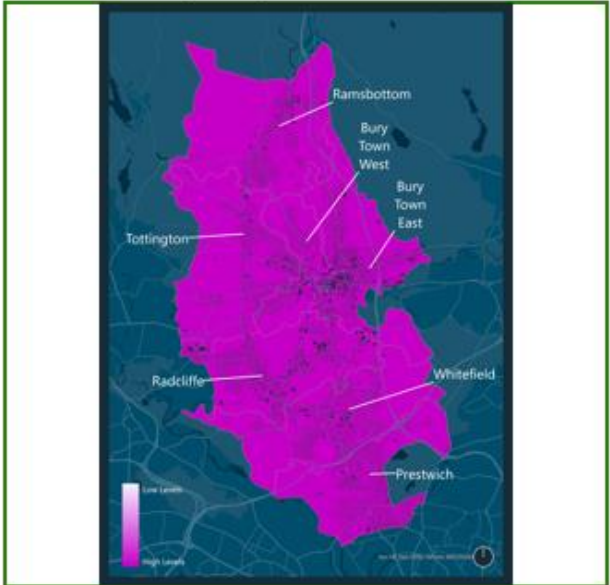 Ramsbottom
Bury
Town
West
Bury
Town
East
Tottington
Radcliffe
Whitefield
Prestwich
Low Levels
High Levels